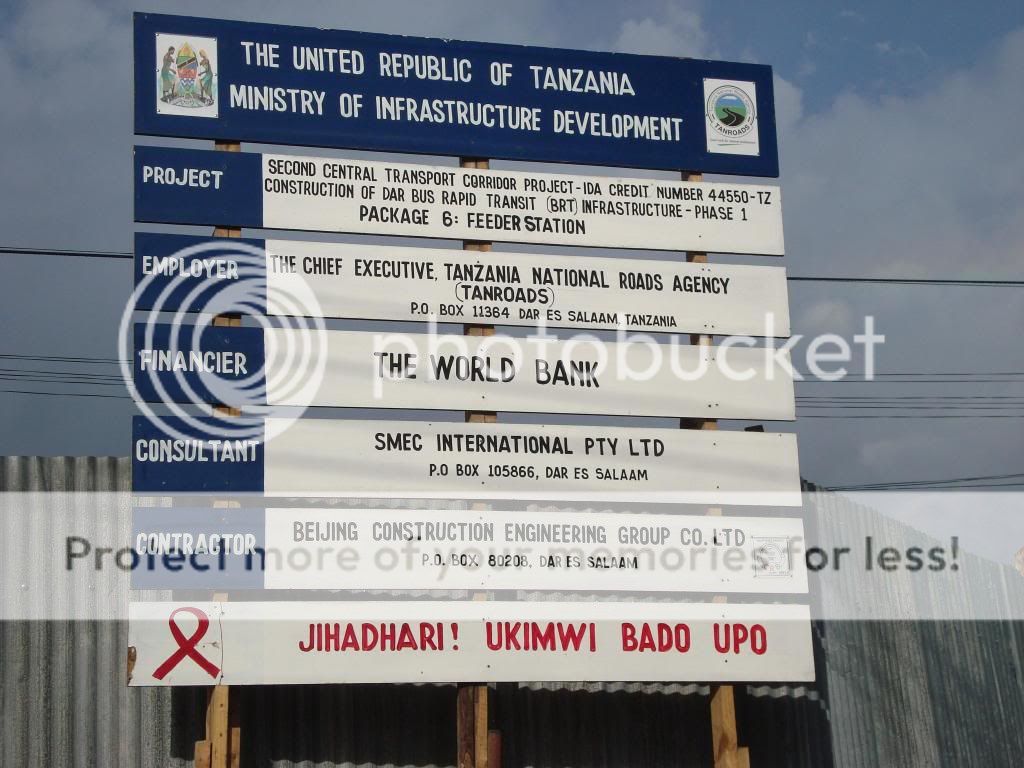 THE UNITED REPUBLIC OF TANZANIA
MINISTRY OF INFRASTRUCTURE DEVELOPMENT
TANROADS
PROJECT
SECOND CENTRAL TRANSPORT CORRIDOR PROJECT-IDA CREDIT NUMBER 44550-TZ
CONSTRUCTION OF DAR BUS RAPID TRANSIT (BRT) INFRASTRUCTURE - PHASE 1
PACKAGE 6: FEEDER STATION
EMPLOYER
THE CHIEF EXECUTIVE, TANZANIA NATIONAL ROADS AGENCY
(TANROADS)
P.O. BOX 11364 DAR ES SALAAM, TANZANIA
FINANCIER
THE WORLD BANK
photobucket
CONSULTANT
SMEC INTERNATIONAL PTY LTD
P.O BOX 105866, DAR ES SALAAM
CONTRACTOR
BEIJING CONSTRUCTION ENGINEERING GROUP CO. LTD
P.O. BOX 80208, DAR ES SALAAM
Protect more of your memories for less!
JIHADHARI! UKIMWI BADO UPO